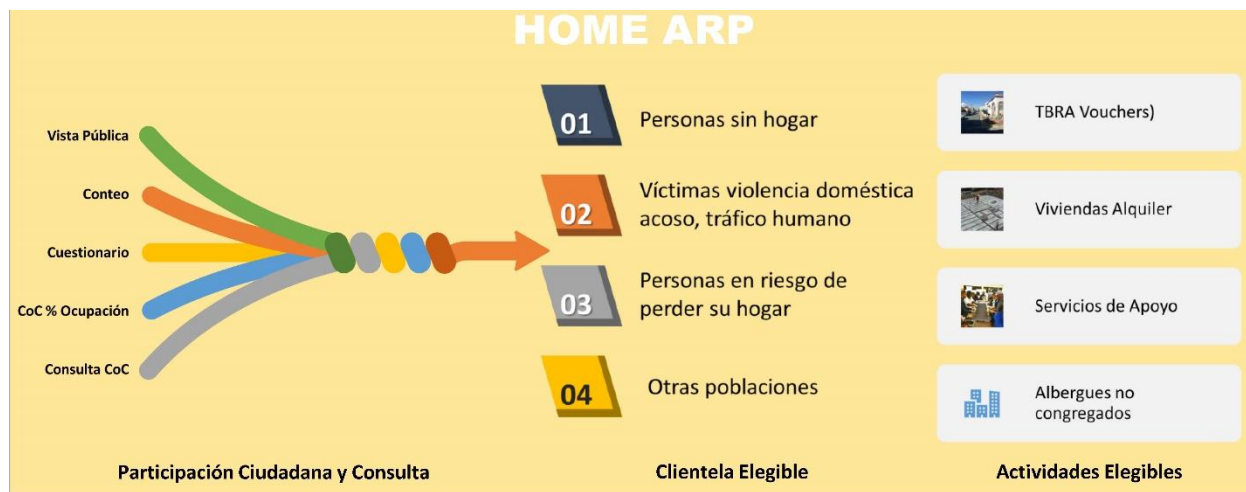 HOME ARP
Vista Pública
Conteo
Cuestionario
CoC % Ocupación
Consulta CoC
Participación Ciudadana y Consulta
01
Personas sin hogar
02
Víctimas violencia doméstica
acoso, tráfico humano
03
Personas en riesgo de
perder su hogar
04
Otras poblaciones
Clientela Elegible
TBRA Vouchers)
Viviendas Alquiler
Servicios de Apoyo
Albergues no
congregados
Actividades Elegibles